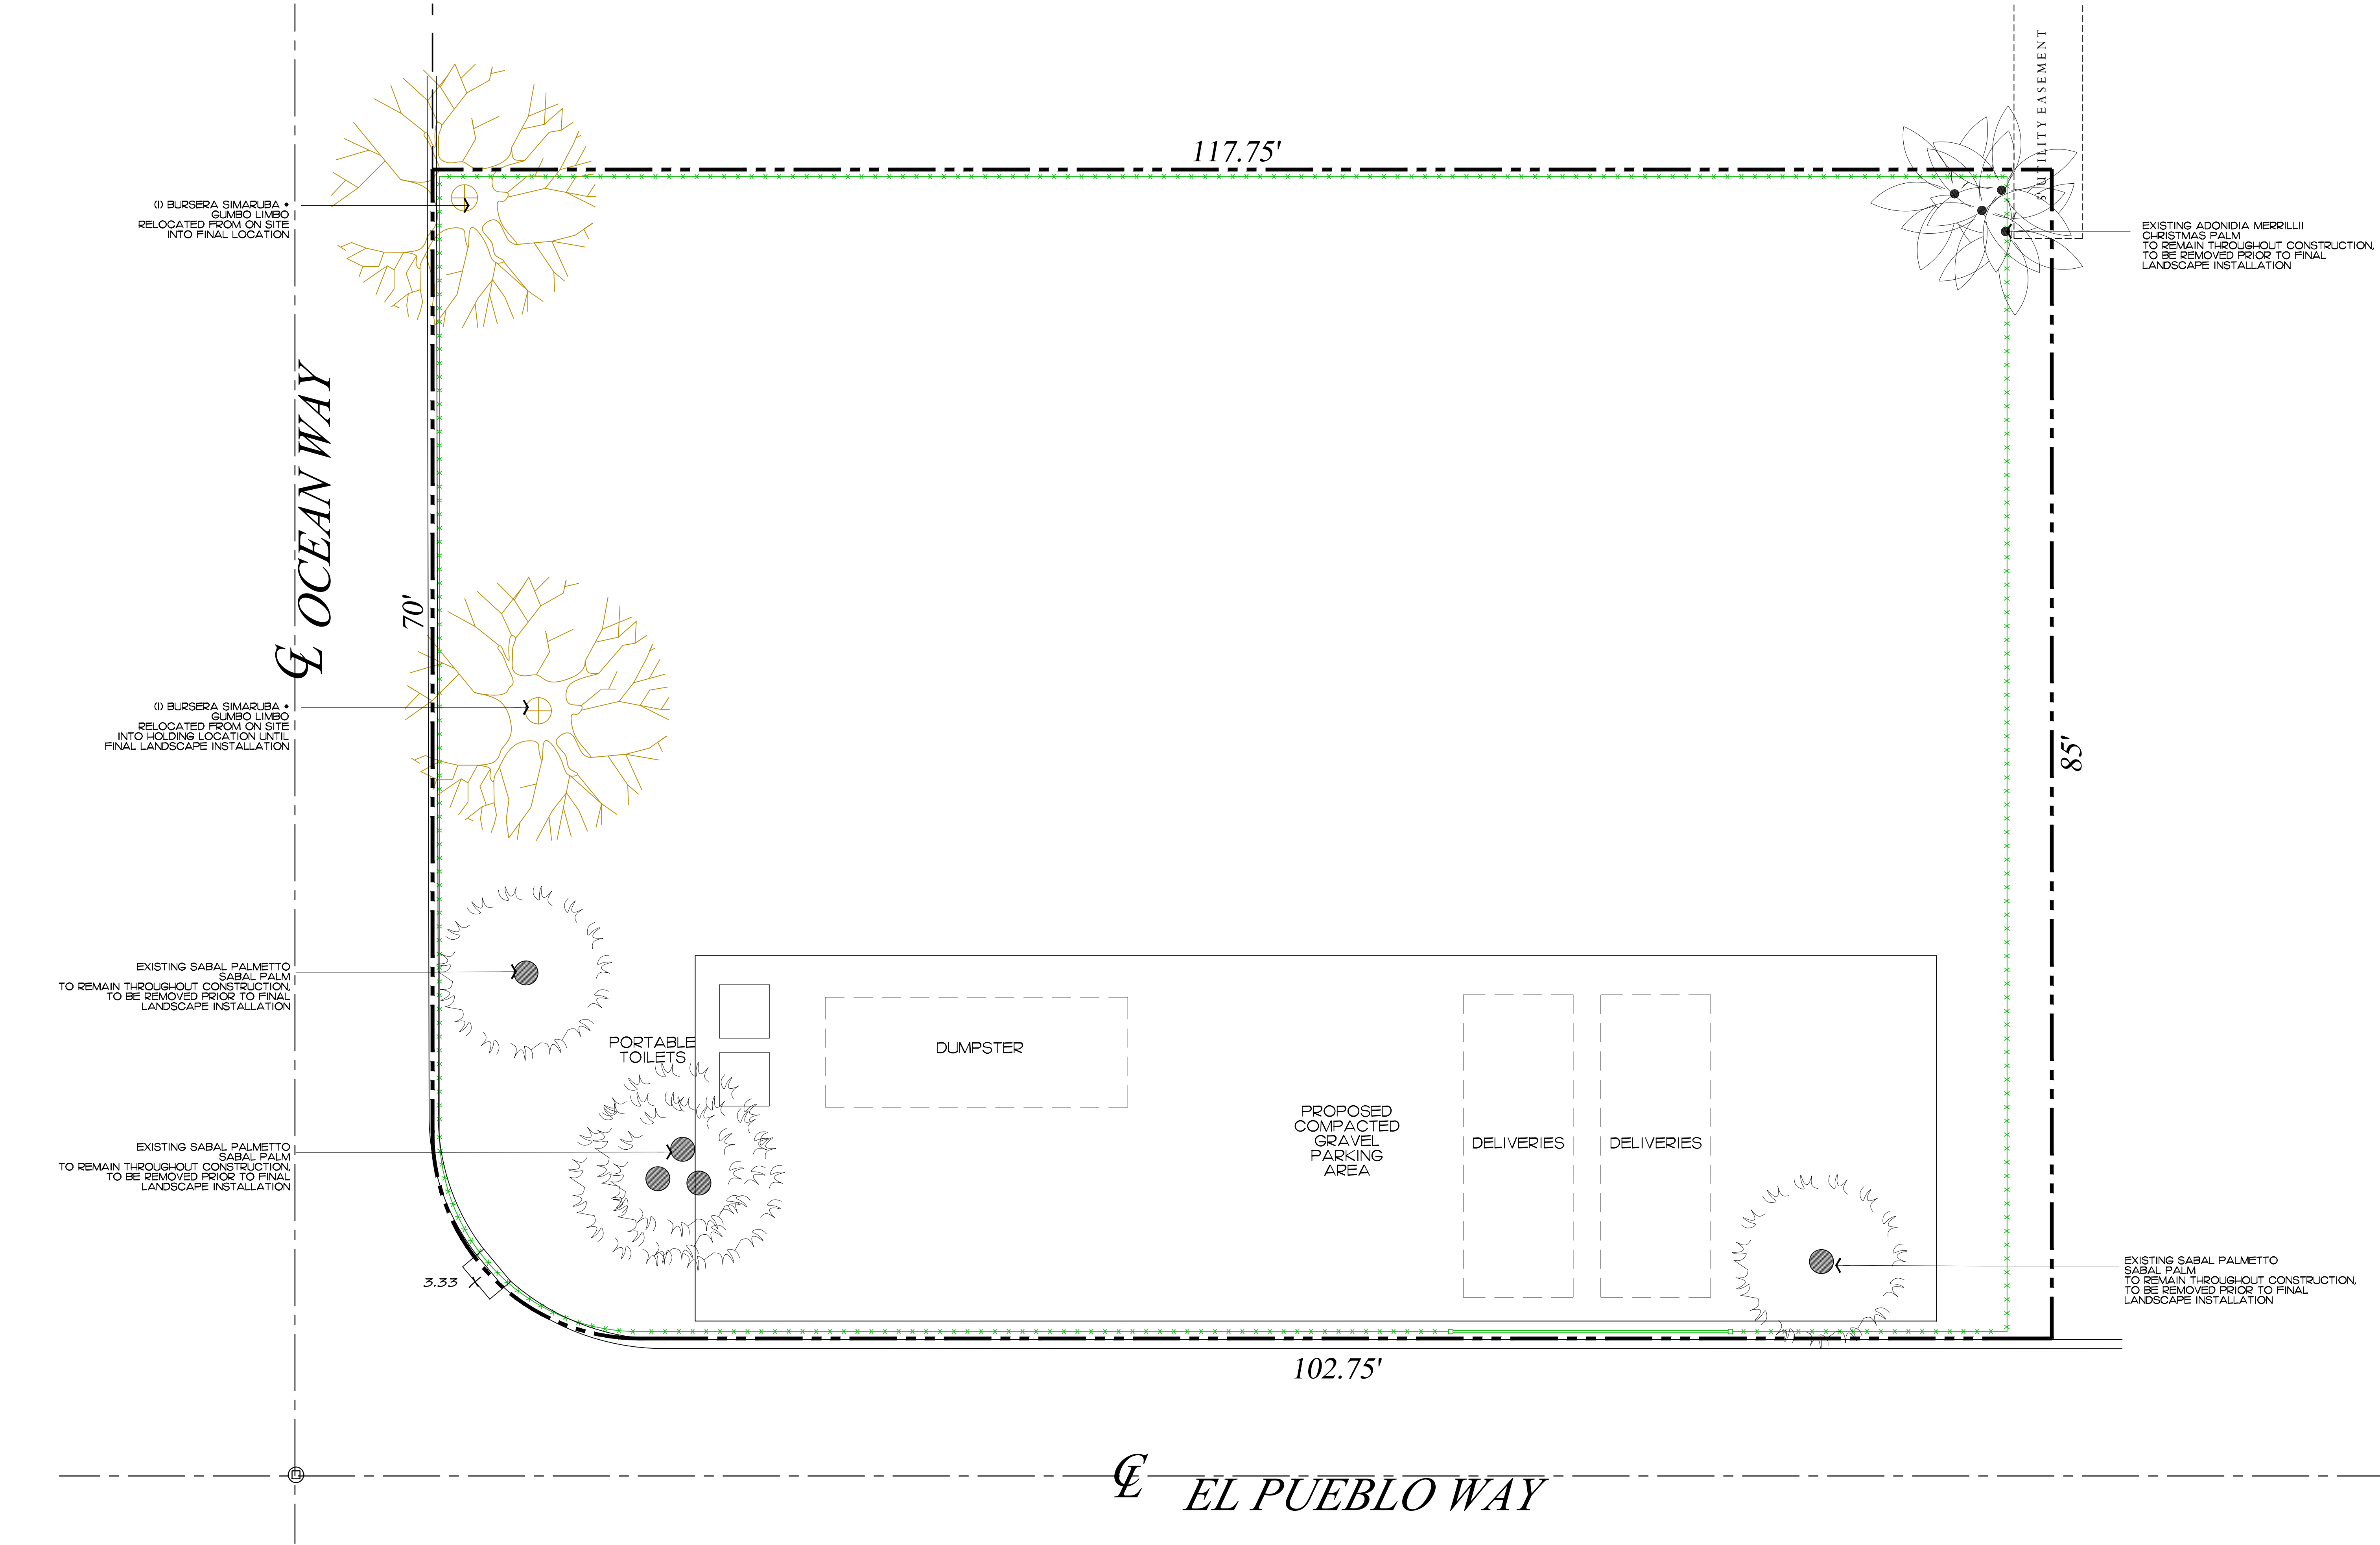 5' UTILITY EASEMENT
117.75'
(1) BURSERA SIMARUBA *
GUMBO LIMBO
RELOCATED FROM ON SITE
INTO FINAL LOCATION
EXISTING ADONIDIA MERRILLII
CHRISTMAS PALM
TO REMAIN THROUGHOUT CONSTRUCTION,
TO BE REMOVED PRIOR TO FINAL
LANDSCAPE INSTALLATION
CL OCEAN WAY
70'
(1) BURSERA SIMARUBA *
GUMBO LIMBO
RELOCATED FROM ON SITE
INTO HOLDING LOCATION UNTIL
FINAL LANDSCAPE INSTALLATION
85'
EXISTING SABAL PALMETTO
SABAL PALM
TO REMAIN THROUGHOUT CONSTRUCTION,
TO BE REMOVED PRIOR TO FINAL
LANDSCAPE INSTALLATION
PORTABLE
TOILETS
DUMPSTER
PROPOSED
COMPACTED
GRAVEL
PARKING
AREA
DELIVERIES
DELIVERIES
EXISTING SABAL PALMETTO
SABAL PALM
TO REMAIN THROUGHOUT CONSTRUCTION,
TO BE REMOVED PRIOR TO FINAL
LANDSCAPE INSTALLATION
3.33
EXISTING SABAL PALMETTO
SABAL PALM
TO REMAIN THROUGHOUT CONSTRUCTION,
TO BE REMOVED PRIOR TO FINAL
LANDSCAPE INSTALLATION
102.75'
CL EL PUEBLO WAY